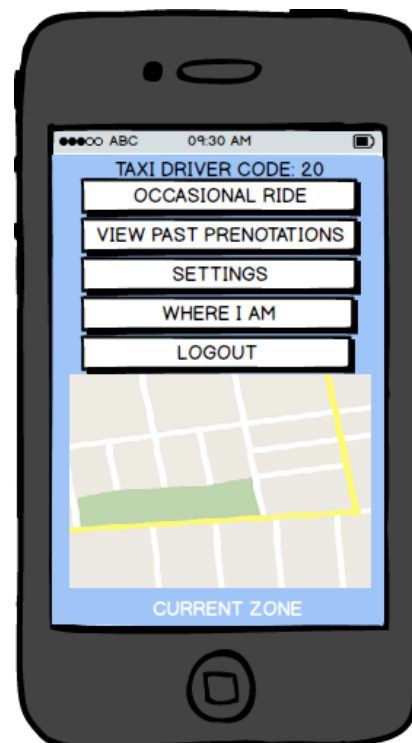 ABC 09:30 AM
TAXI DRIVER CODE: 20
OCCASIONAL RIDE
VIEW PAST PRENOTATIONS
SETTINGS
WHERE I AM
LOGOUT
CURRENT ZONE